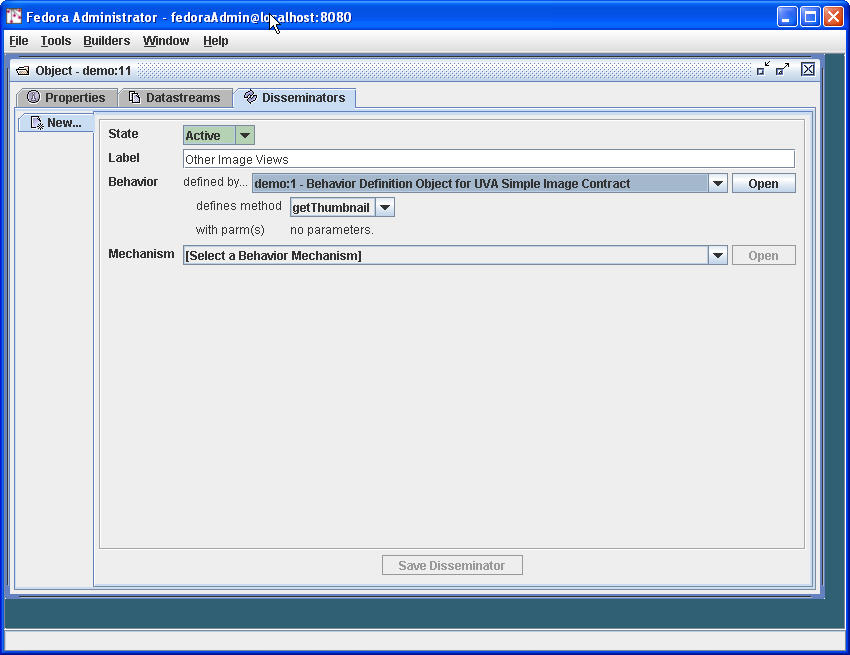 Fedora Administrator - fedoraAdmin@localhost:8080
File Tools Builders Window Help
Object - demo:11
Properties Datastreams Disseminators
New...
State Active
Label Other Image Views
Behavior defined by... demo:1 - Behavior Definition Object for UVA Simple Image Contract Open
defines method getThumbnail
with parm(s) no parameters.
Mechanism [Select a Behavior Mechanism] Open
Save Disseminator